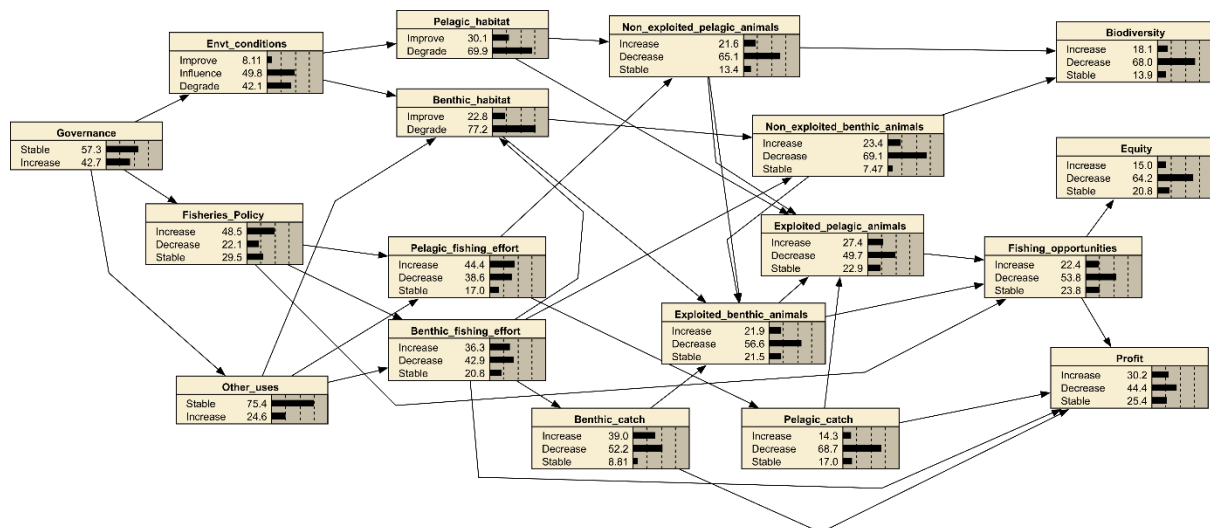 Pelagic_habitat
Improve 30.1
Degrade 69.9
Non_exploited_pelagic_animals
Increase 21.6
Decrease 65.1
Stable 13.4
Biodiversity
Increase 18.1
Decrease 68.0
Stable 13.9
Envt_conditions
Improve 8.11
Influence 49.8
Degrade 42.1
Benthic_habitat
Improve 22.8
Degrade 77.2
Governance
Stable 57.3
Increase 42.7
Non_exploited_benthic_animals
Increase 23.4
Decrease 69.1
Stable 7.47
Equity
Increase 15.0
Decrease 64.2
Stable 20.8
Fisheries_Policy
Increase 48.5
Decrease 22.1
Stable 29.5
Pelagic_fishing_effort
Increase 44.4
Decrease 38.6
Stable 17.0
Exploited_pelagic_animals
Increase 27.4
Decrease 49.7
Stable 22.9
Fishing_opportunities
Increase 22.4
Decrease 53.8
Stable 23.8
Benthic_fishing_effort
Increase 36.3
Decrease 42.9
Stable 20.8
Exploited_benthic_animals
Increase 21.9
Decrease 56.6
Stable 21.5
Profit
Increase 30.2
Decrease 44.4
Stable 25.4
Other_uses
Stable 75.4
Increase 24.6
Benthic_catch
Increase 39.0
Decrease 52.2
Stable 8.81
Pelagic_catch
Increase 14.3
Decrease 68.7
Stable 17.0